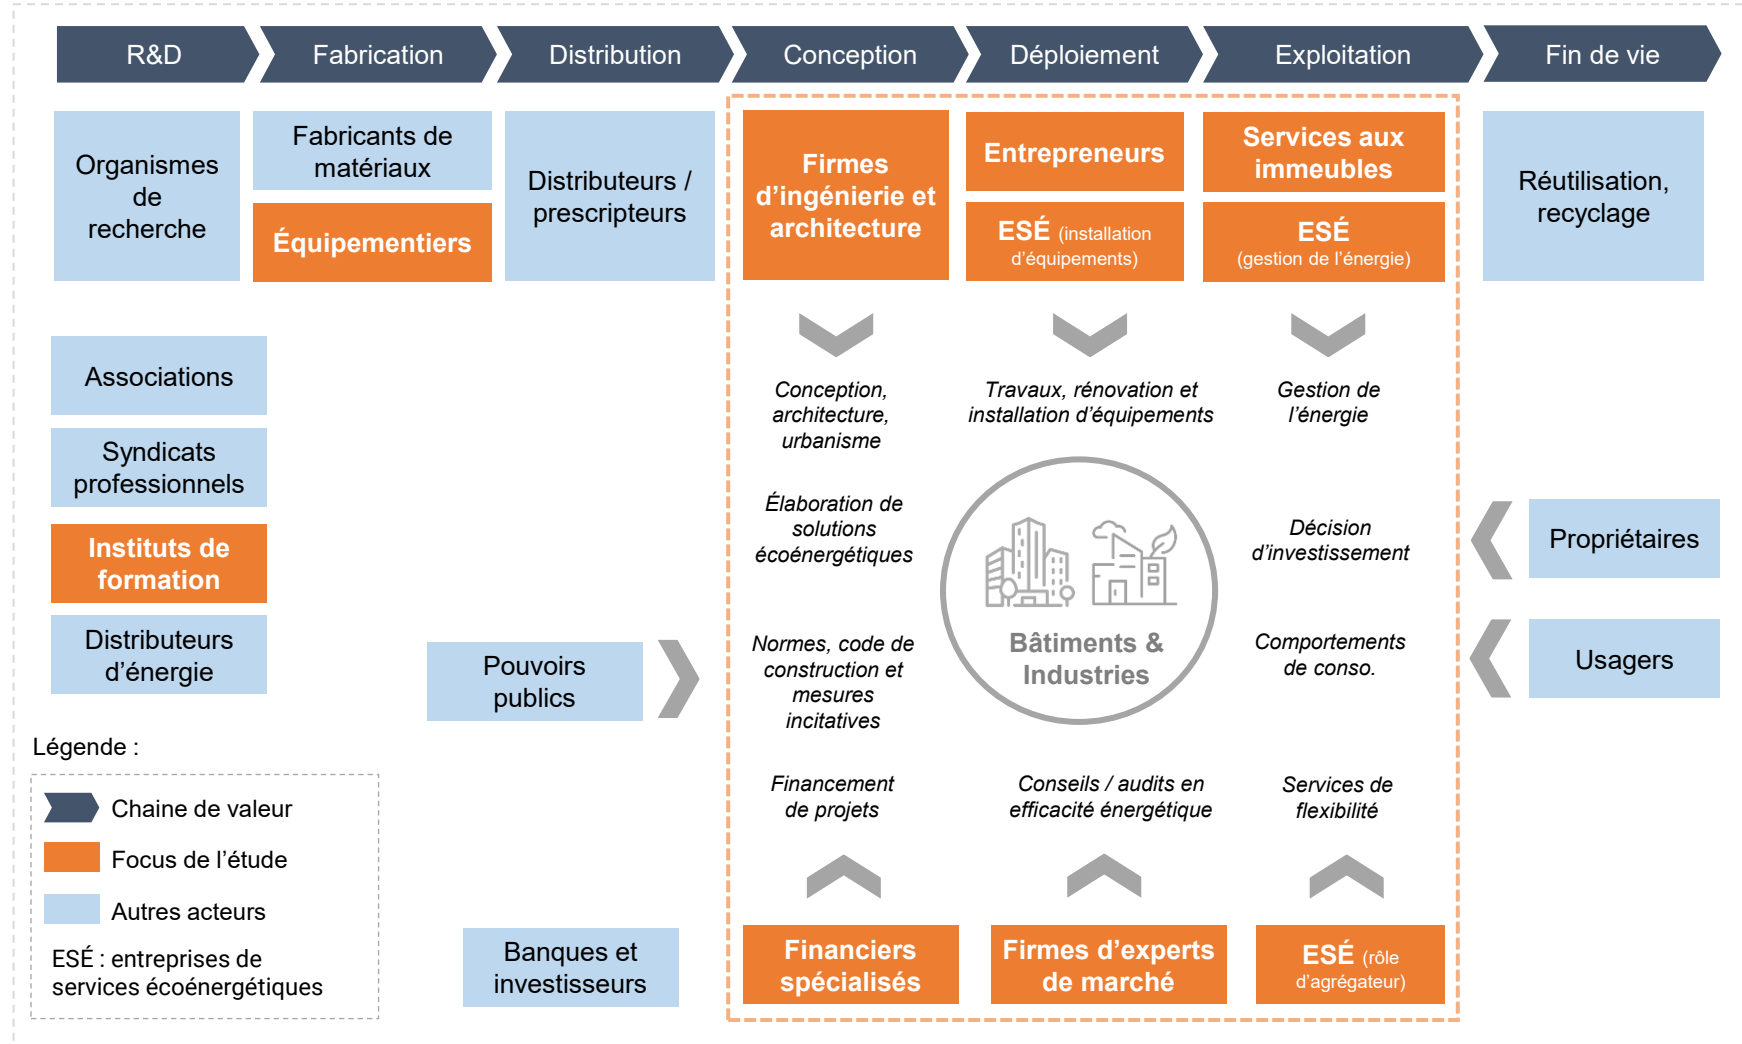 R&D
Fabrication
Distribution
Conception
Déploiement
Exploitation
Fin de vie
Organismes
de
recherche
Fabricants de
matériaux
Équipementiers
Distributeurs /
prescripteurs
Firmes
d’ingénierie et
architecture
Entrepreneurs
ESÉ (installation
d’équipements)
Services aux
immeubles
ESÉ
(gestion de l’énergie)
Réutilisation,
recyclage
Associations
Syndicats
professionnels
Instituts de
formation
Distributeurs
d’énergie
Conception,
architecture,
urbanisme
Travaux, rénovation et
installation d’équipements
Gestion de
l’énergie
Élaboration de
solutions
écoénergétiques
Décision
d’investissement
Propriétaires
Pouvoirs
publics
Normes, code de
construction et
mesures
incitatives
Bâtiments &
Industries
Comportements
de conso.
Usagers
Financement
de projets
Conseils / audits en
efficacité énergétique
Services de
flexibilité
Banques et
investisseurs
Financiers
spécialisés
Firmes d’experts
de marché
ESÉ (rôle
d’agrégateur)
Légende :
Chaine de valeur
Focus de l’étude
Autres acteurs
ESÉ : entreprises de
services écoénergétiques